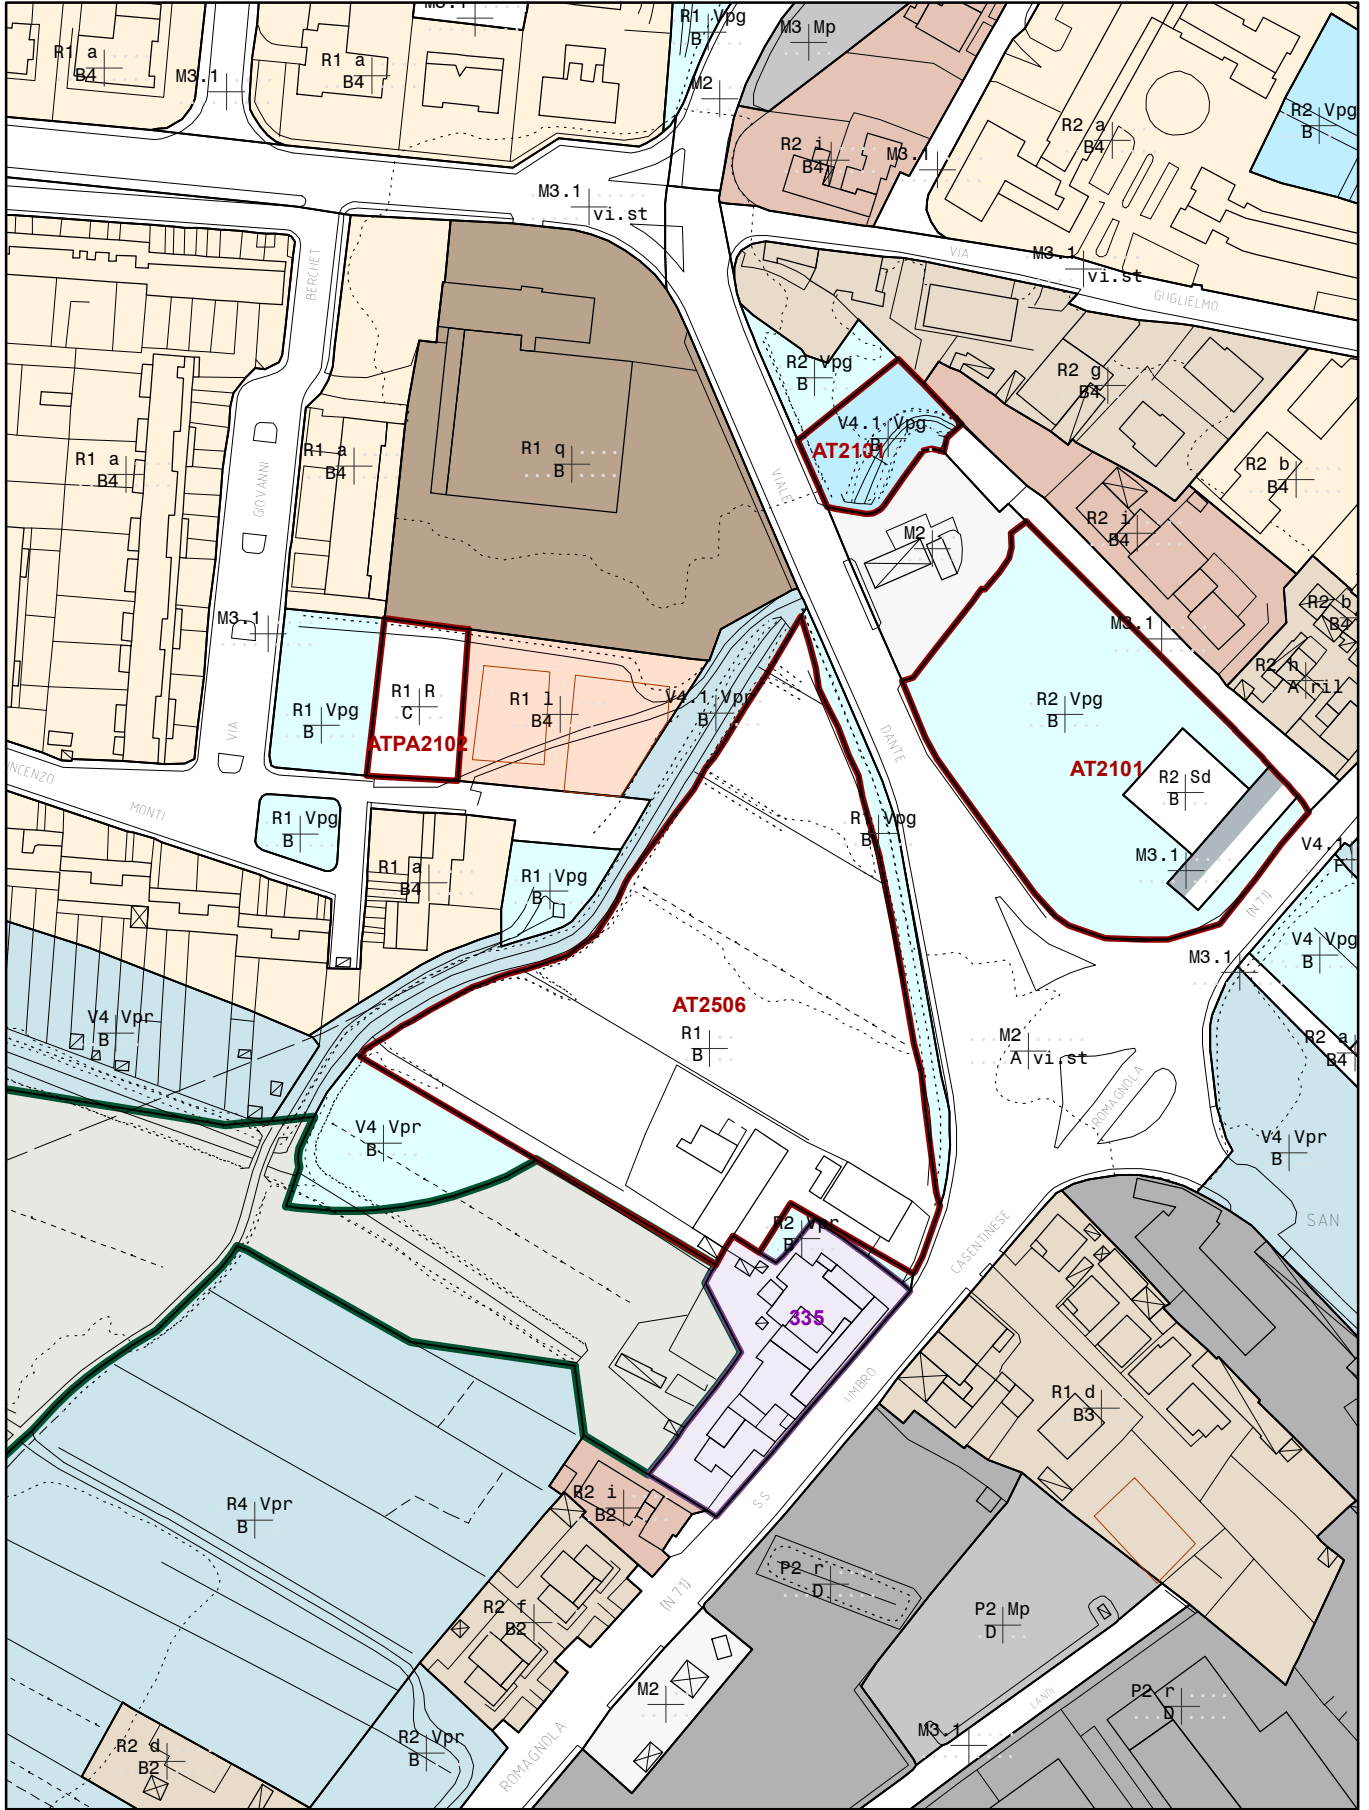 M3.1
R1 Vpg
B
M3 Mp
R1 a
B4
M3.1
R1 a
B4
M2
R2 Vpg
B
R2 a
B4
R2 i
B4
M3.1
M3.1
vi.st
VIA
M3.1
vi.st
GUGLIELMO
BERCHET
R2 Vpg
B
R2 g
B4
V4.1 Vpg
B
R1 a
B4
R1 a
B4
R1 q
B
R2 b
B4
GIOVANNI
VIALE
R2 i
B4
M2
M3.1
M3.1
R2 b
B4
R2 h
A ril
R1 R
C
ATPA2102
R1 l
B4
V4.1 Vpr
B
R2 Vpg
B
R1 Vpg
B
VIA
DANTE
AT2101
R2 Sd
B
MONTI
R1 Vpg
B
R1 Vpg
B
V4.1
F
M3.1
R1 a
B4
R1 Vpg
B
(N 71)
V4 Vpg
B
M3.1
AT2506
R1
B
V4 Vpr
B
M2
A vi.st
R2 a
B4
ROMAGNOLA
V4 Vpr
B
V4 Vpr
B
R2 Vpr
B
SAN
CASENTINESE
335
UMBRO
R1 d
B3
R4 Vpr
B
R2 i
B2
S.S.
P2 r
D
(N 71)
R2 f
B2
P2 Mp
D
M2
LANDI
P2 r
D
M3.1
R2 Vpr
B
R2 d
B2
ROMAGNOLA